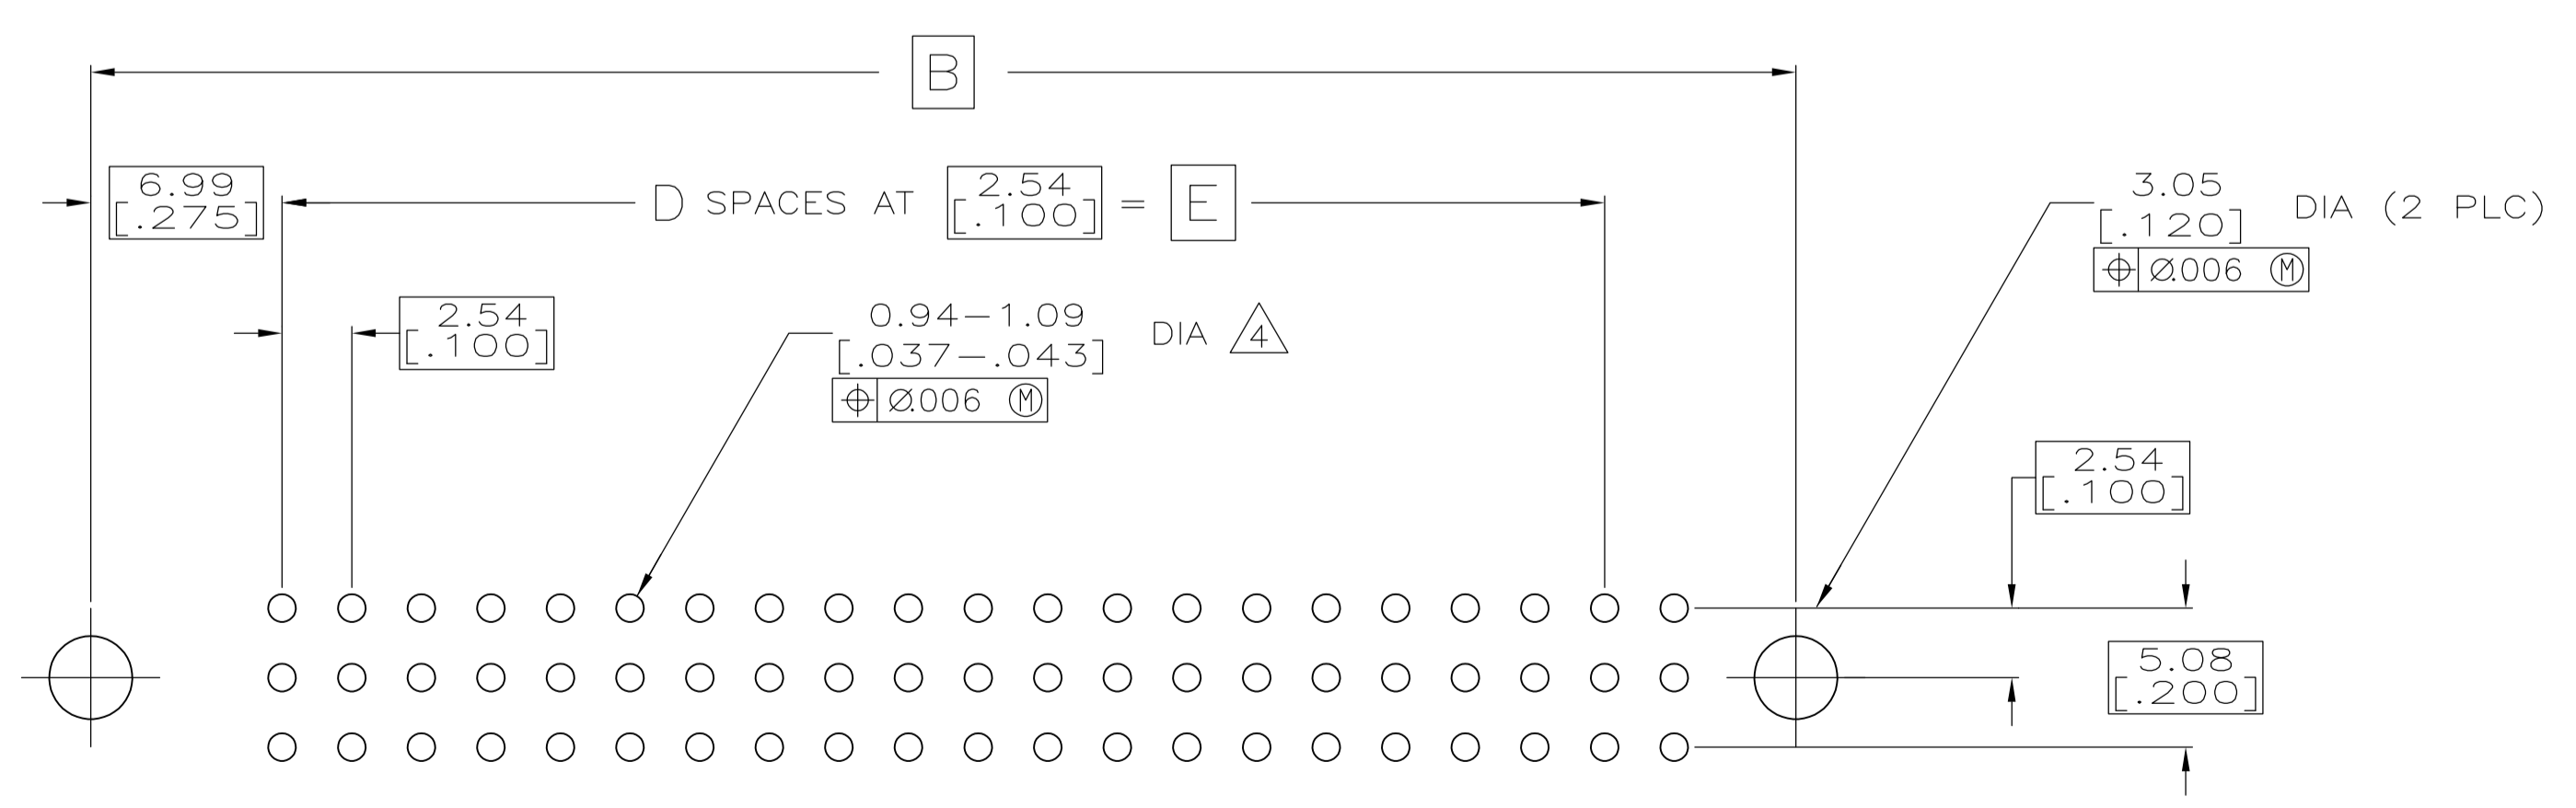 B
6.99
[.275]
D SPACES AT 2.54 [.100] = E
3.05
[.120] DIA (2 PLC)
⌖ Ø.006 Ⓜ
2.54
[.100]
0.94-1.09
[.037-.043] DIA 4
⌖ Ø.006 Ⓜ
2.54
[.100]
5.08
[.200]